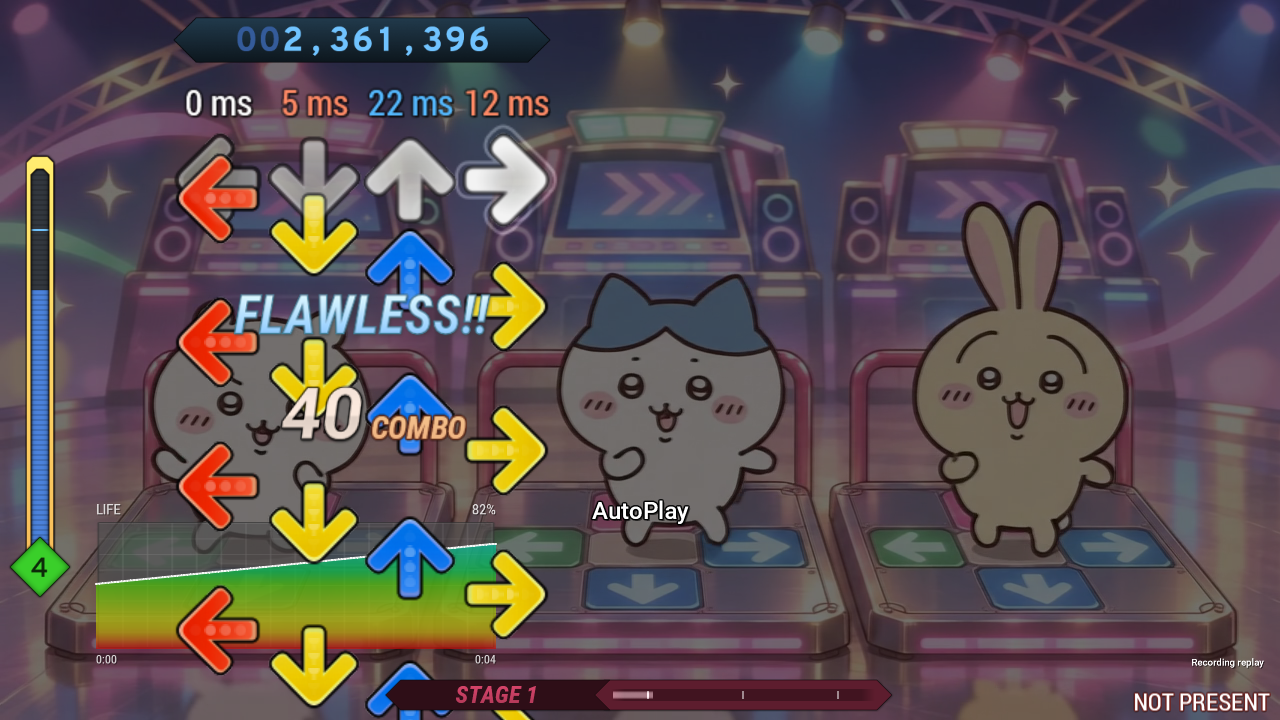 002,361,396
0 ms 5 ms 22 ms 12 ms
FLAWLESS!!
40 COMBO
LIFE 82%
AutoPlay
4
0:00 0:04
Recording replay
STAGE 1
NOT PRESENT